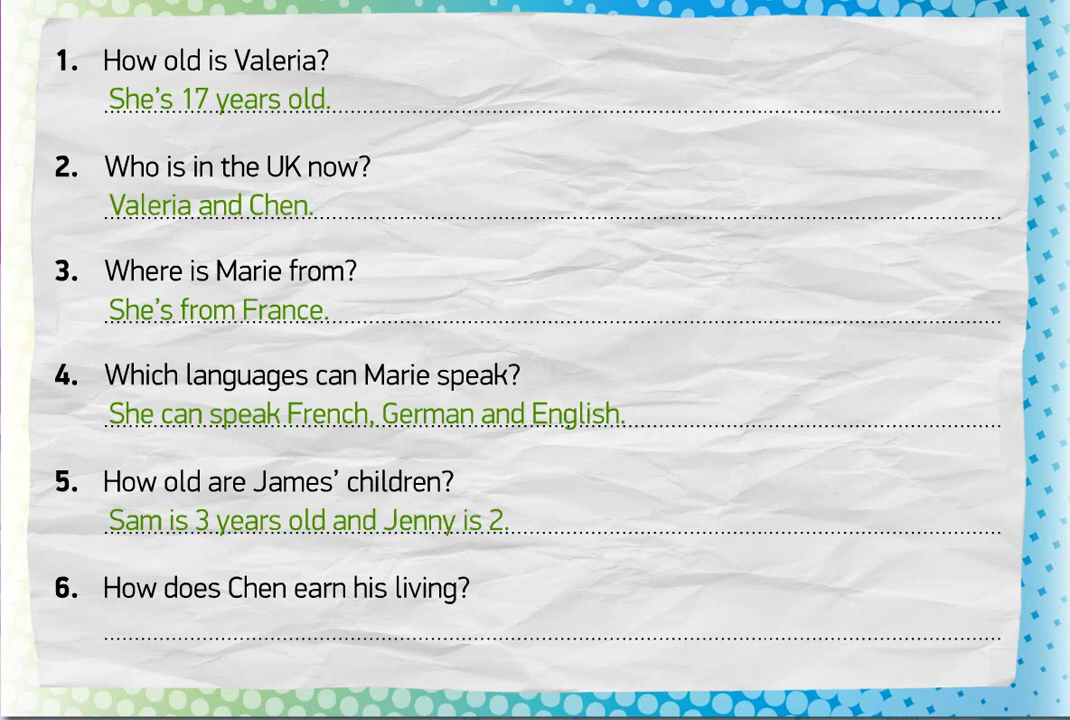 1. How old is Valeria?
She's 17 years old.
2. Who is in the UK now?
Valeria and Chen.
3. Where is Marie from?
She's from France.
4. Which languages can Marie speak?
She can speak French, German and English.
5. How old are James' children?
Sam is 3 years old and Jenny is 2.
6. How does Chen earn his living?